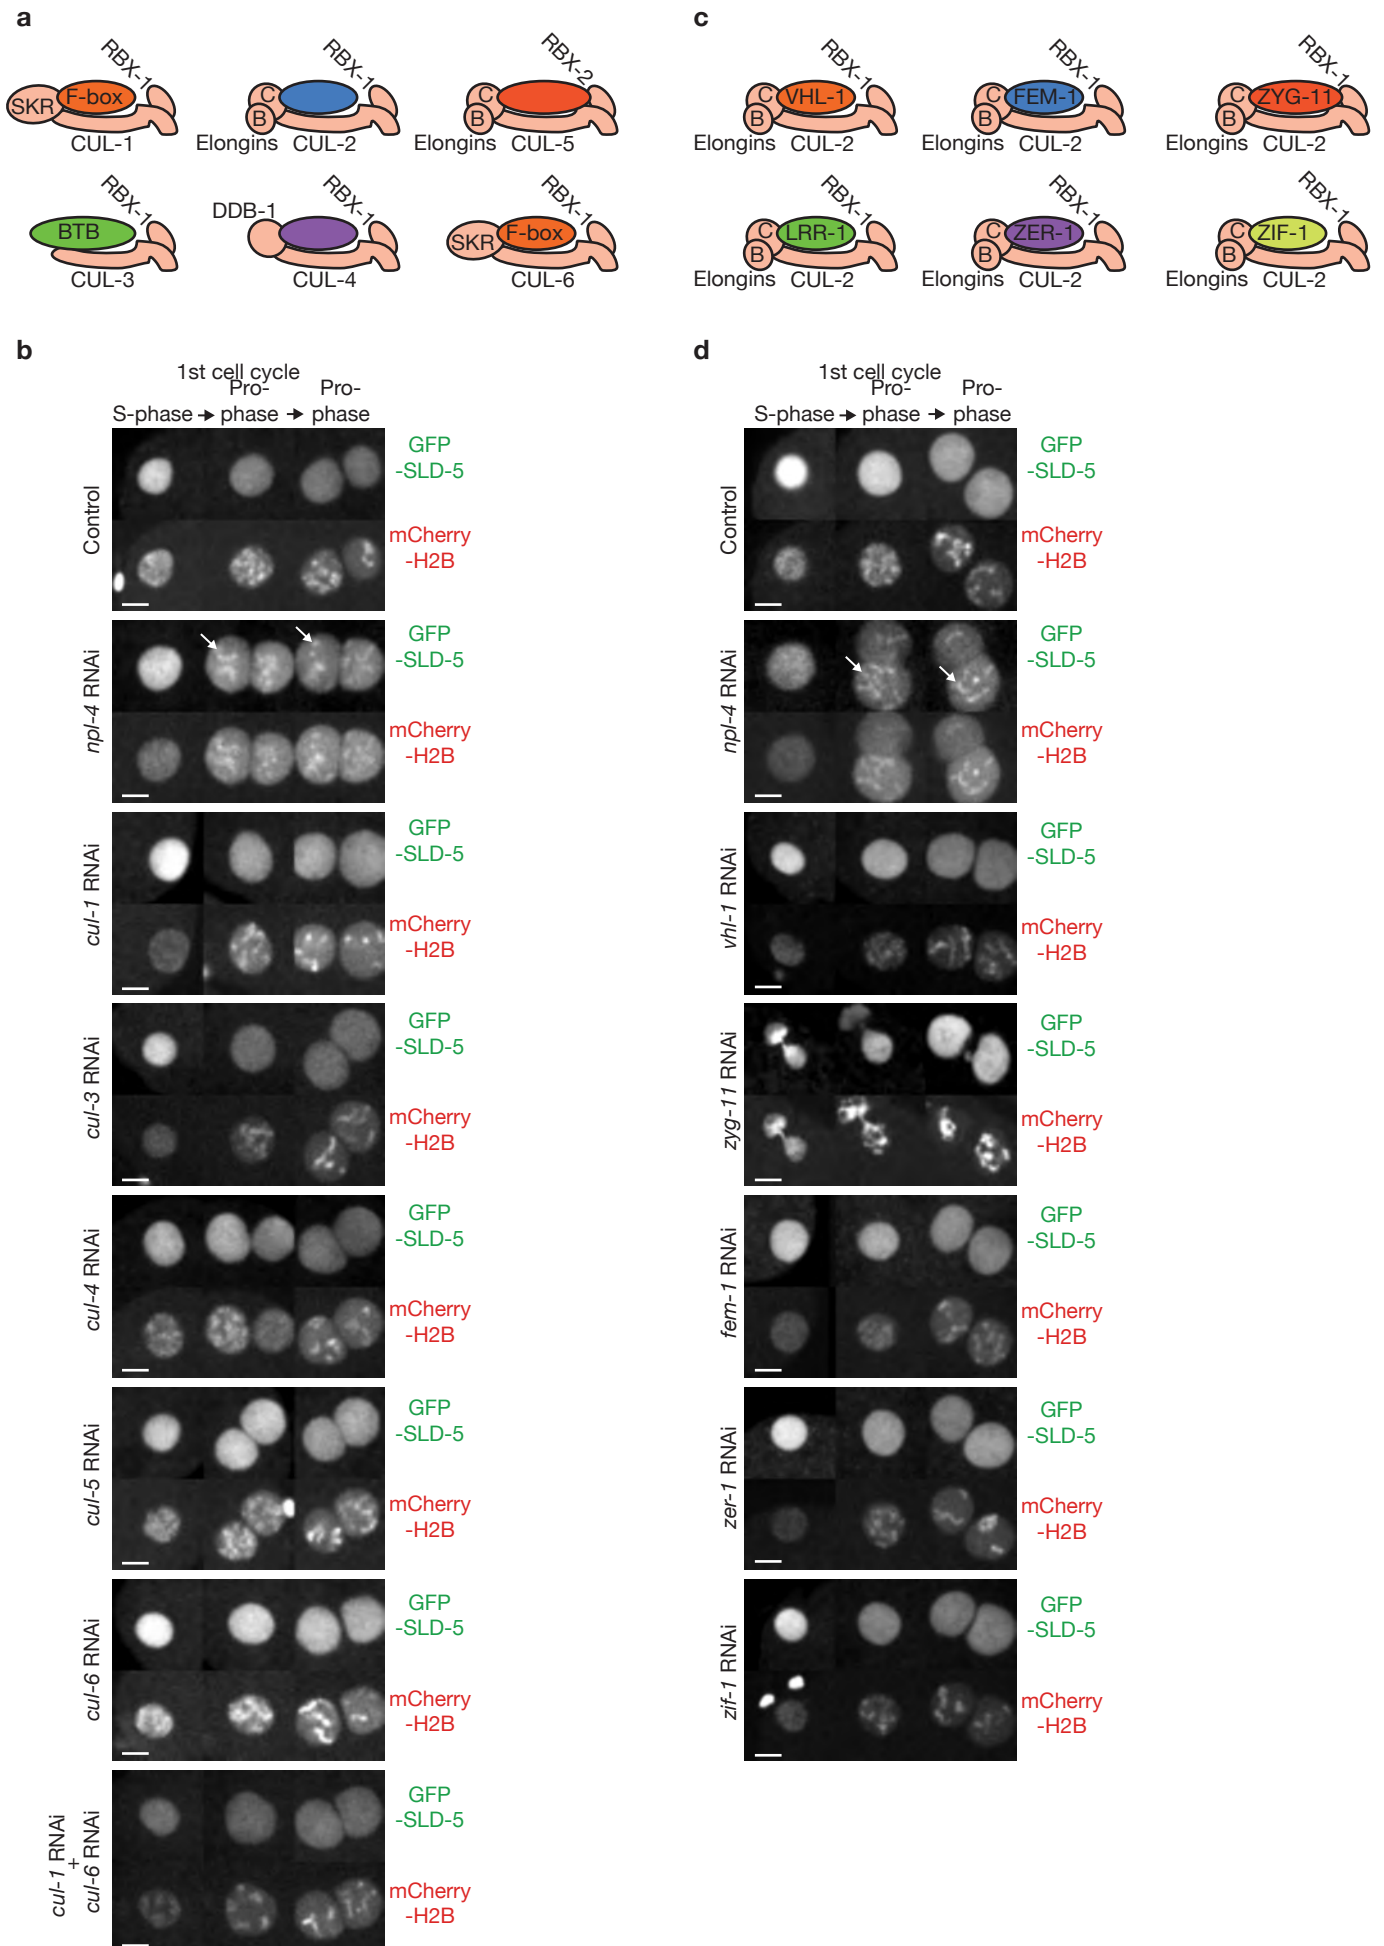 a
RBX-1
SKR
F-box
CUL-1
RBX-1
C
B
Elongins
CUL-2
RBX-2
C
B
Elongins
CUL-5
RBX-1
BTB
CUL-3
DDB-1
RBX-1
CUL-4
RBX-1
SKR
F-box
CUL-6
b
1st cell cycle
S-phase → Pro-phase → Pro-phase
Control
GFP
-SLD-5
mCherry
-H2B
npl-4 RNAi
GFP
-SLD-5
mCherry
-H2B
cul-1 RNAi
GFP
-SLD-5
mCherry
-H2B
cul-3 RNAi
GFP
-SLD-5
mCherry
-H2B
cul-4 RNAi
GFP
-SLD-5
mCherry
-H2B
cul-5 RNAi
GFP
-SLD-5
mCherry
-H2B
cul-6 RNAi
GFP
-SLD-5
mCherry
-H2B
cul-1 RNAi
+
cul-6 RNAi
GFP
-SLD-5
mCherry
-H2B
c
RBX-1
C
VHL-1
B
Elongins
CUL-2
RBX-1
C
FEM-1
B
Elongins
CUL-2
RBX-1
C
ZYG-11
B
Elongins
CUL-2
RBX-1
C
LRR-1
B
Elongins
CUL-2
RBX-1
C
ZER-1
B
Elongins
CUL-2
RBX-1
C
ZIF-1
B
Elongins
CUL-2
d
1st cell cycle
S-phase → Pro-phase → Pro-phase
Control
GFP
-SLD-5
mCherry
-H2B
npl-4 RNAi
GFP
-SLD-5
mCherry
-H2B
vhl-1 RNAi
GFP
-SLD-5
mCherry
-H2B
zyg-11 RNAi
GFP
-SLD-5
mCherry
-H2B
fem-1 RNAi
GFP
-SLD-5
mCherry
-H2B
zer-1 RNAi
GFP
-SLD-5
mCherry
-H2B
zif-1 RNAi
GFP
-SLD-5
mCherry
-H2B